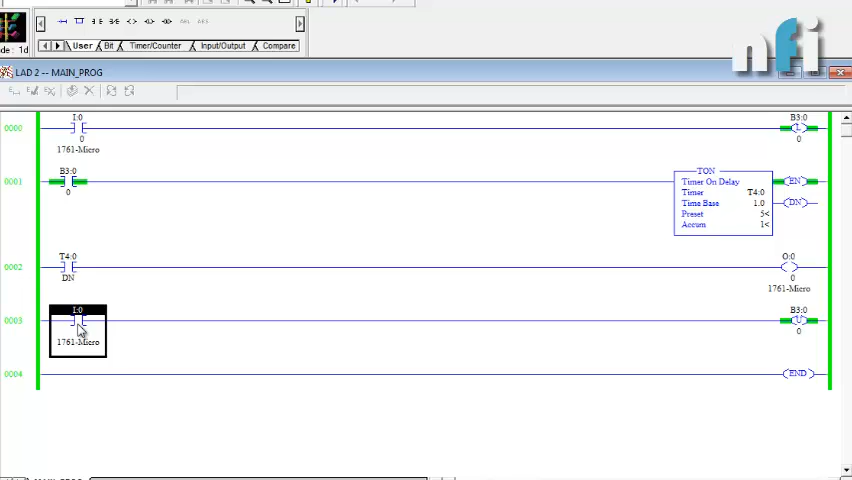 nfi
de: 1d
User
Bit
Timer/Counter
Input/Output
Compare
LAD 2 -- MAIN_PROG
0000
I:0
0
1761-Micro
B3:0
L
0
0001
B3:0
0
TON
Timer On Delay
Timer T4:0
Time Base 1.0
Preset 5<
Accum 1<
EN
DN
0002
T4:0
DN
O:0
0
1761-Micro
0003
I:0
1761-Micro
B3:0
U
0
0004
END